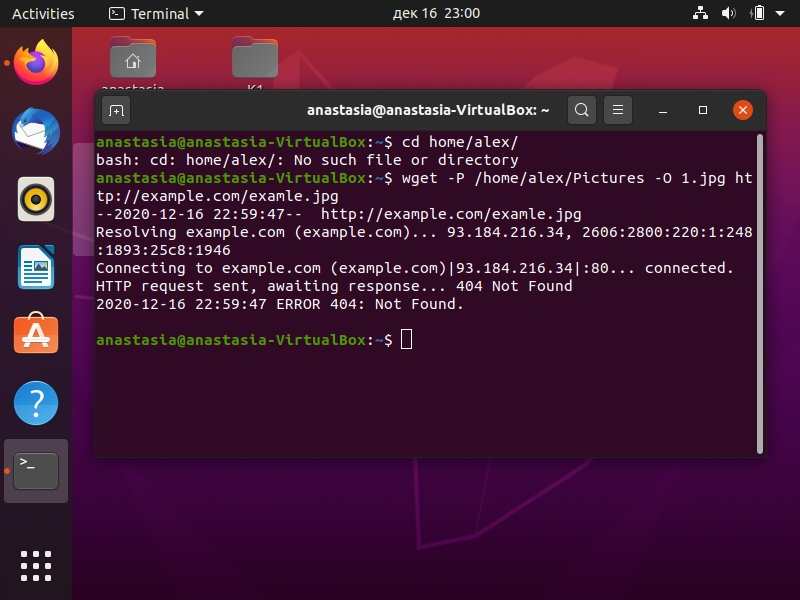 Activities Terminal дек 16 23:00
anastasia K1
anastasia@anastasia-VirtualBox: ~
anastasia@anastasia-VirtualBox:~$ cd home/alex/
bash: cd: home/alex/: No such file or directory
anastasia@anastasia-VirtualBox:~$ wget -P /home/alex/Pictures -O 1.jpg ht
tp://example.com/examle.jpg
--2020-12-16 22:59:47--  http://example.com/examle.jpg
Resolving example.com (example.com)... 93.184.216.34, 2606:2800:220:1:248
:1893:25c8:1946
Connecting to example.com (example.com)|93.184.216.34|:80... connected.
HTTP request sent, awaiting response... 404 Not Found
2020-12-16 22:59:47 ERROR 404: Not Found.
anastasia@anastasia-VirtualBox:~$